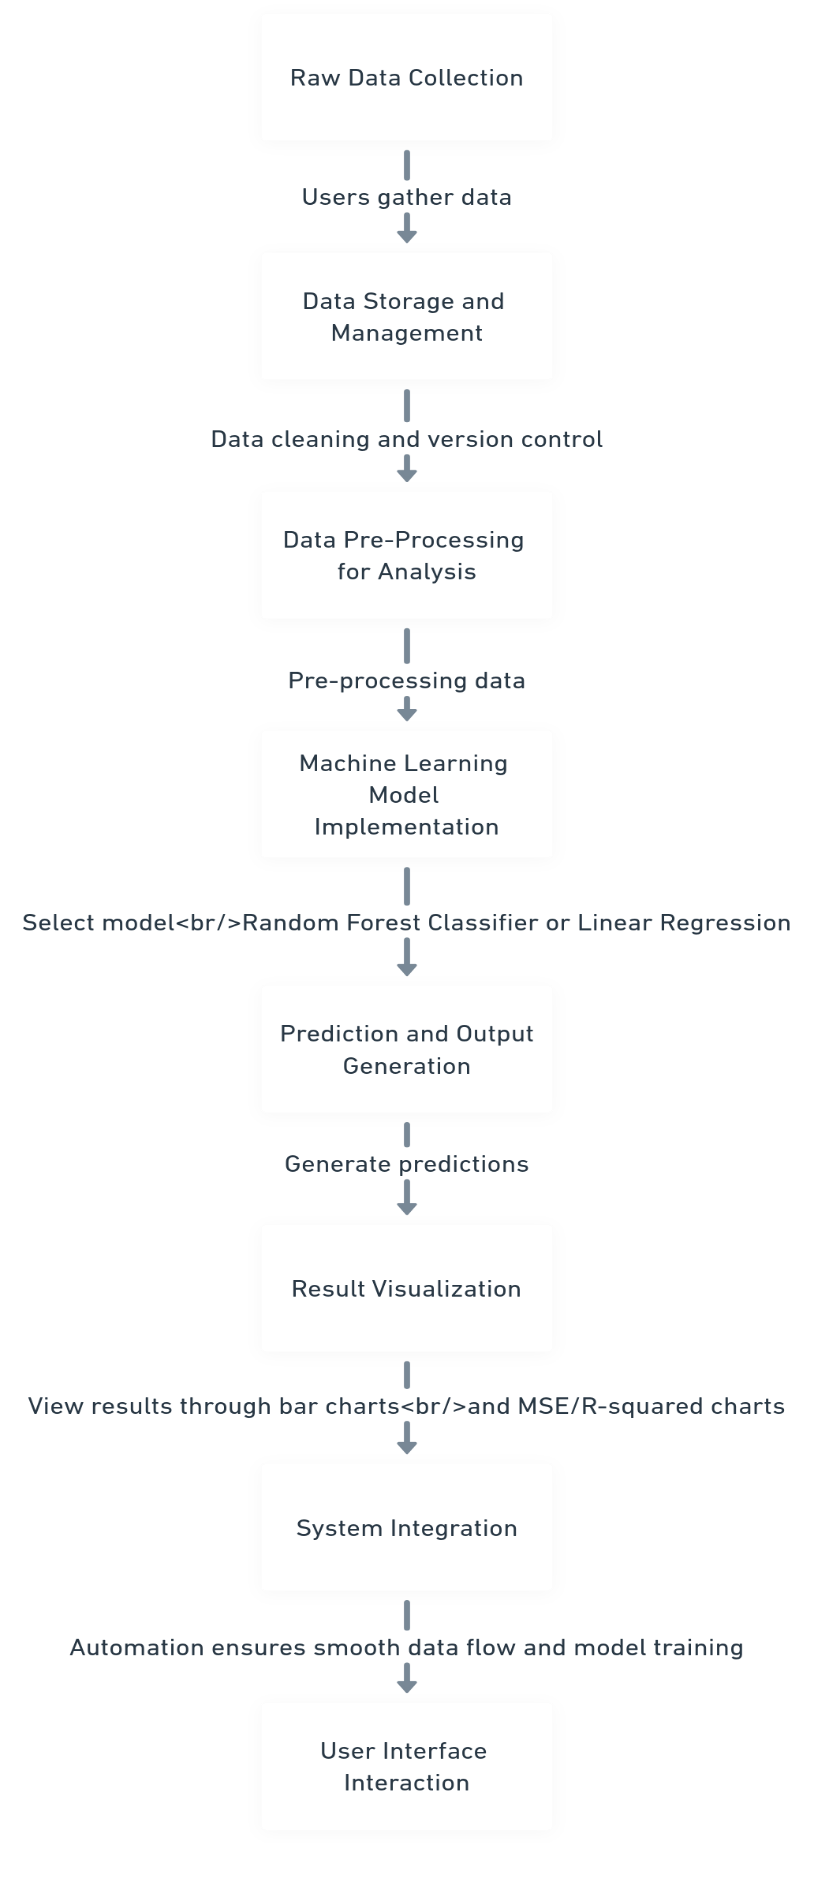 Raw Data Collection
Users gather data
Data Storage and
Management
Data cleaning and version control
Data Pre-Processing
for Analysis
Pre-processing data
Machine Learning
Model
Implementation
Select model<br/>Random Forest Classifier or Linear Regression
Prediction and Output
Generation
Generate predictions
Result Visualization
View results through bar charts<br/>and MSE/R-squared charts
System Integration
Automation ensures smooth data flow and model training
User Interface
Interaction